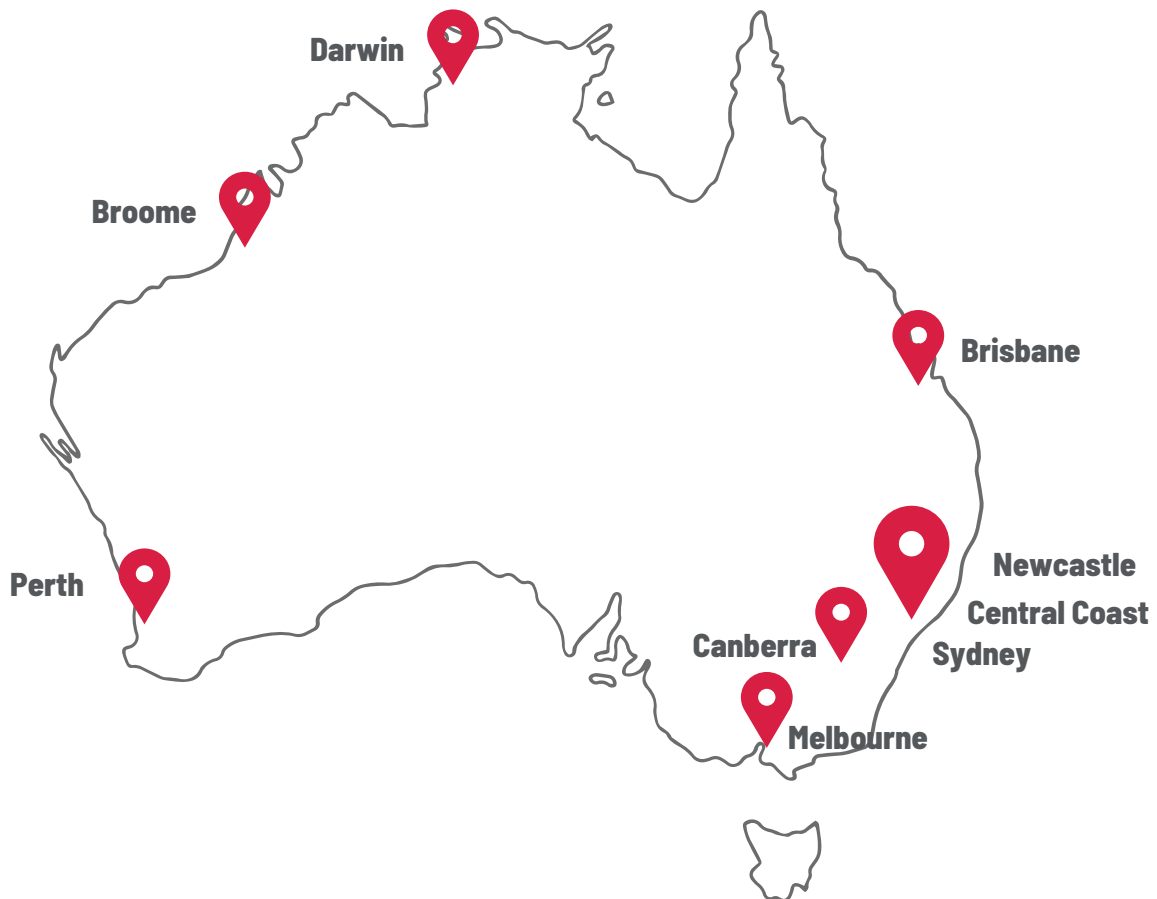 Darwin
Broome
Brisbane
Newcastle
Perth
Central Coast
Canberra
Sydney
Melbourne